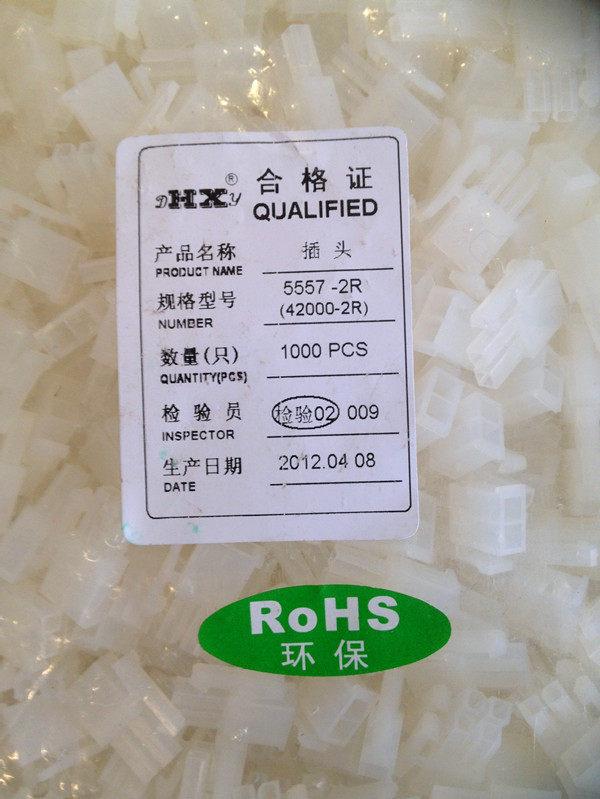 DHXY® 合格证
QUALIFIED
产品名称 插头
PRODUCT NAME
规格型号 5557 -2R
NUMBER (42000-2R)
数量(只) 1000 PCS
QUANTITY(PCS)
检验员 检验02 009
INSPECTOR
生产日期 2012.04 08
DATE
RoHS
环保